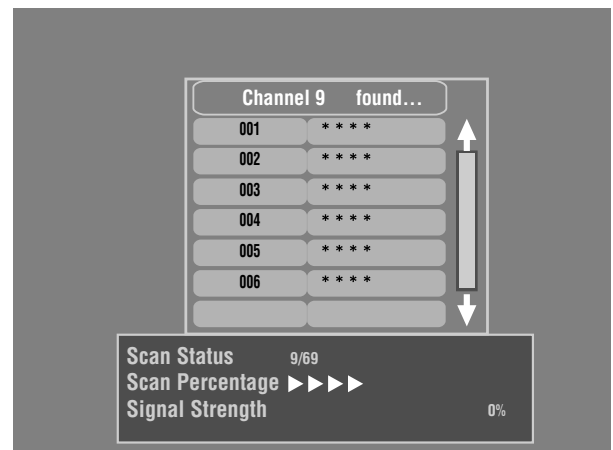 Channel 9 found...
001 ****
002 ****
003 ****
004 ****
005 ****
006 ****
Scan Status 9/69
Scan Percentage ▶▶▶▶
Signal Strength 0%